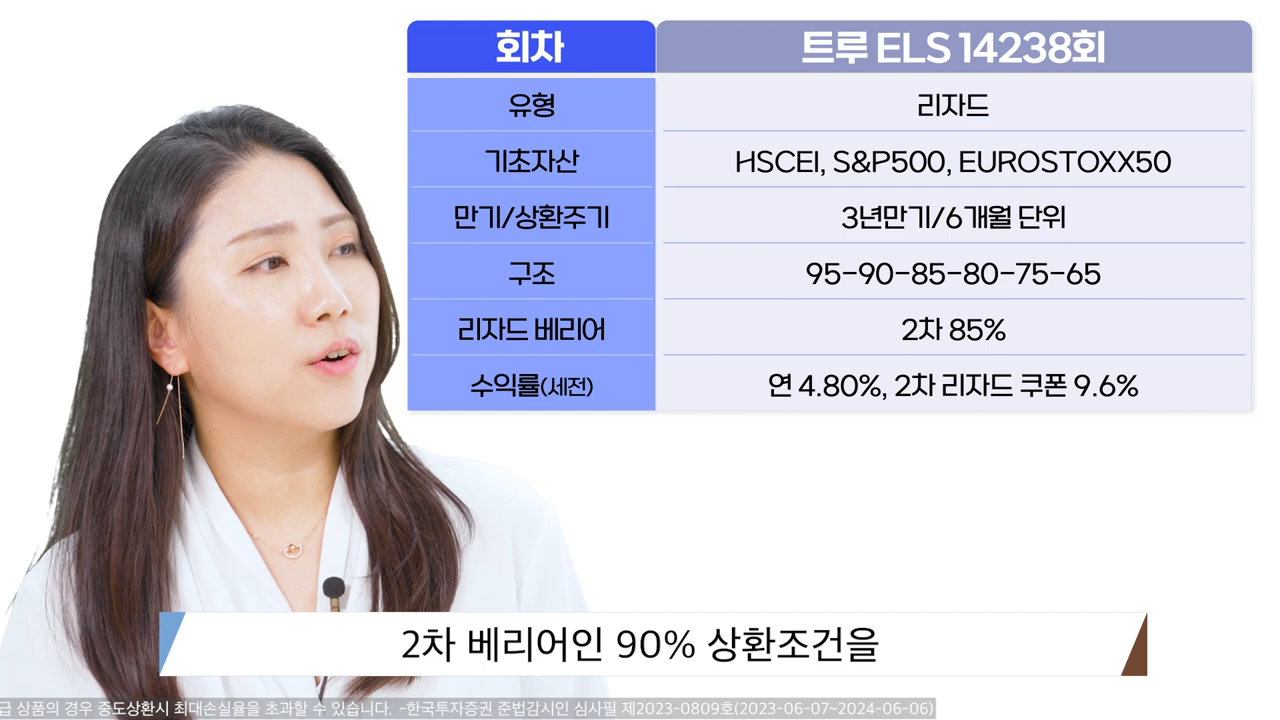 회차 트루 ELS 14238회
유형 리자드
기초자산 HSCEI, S&P500, EUROSTOXX50
만기/상환주기 3년만기/6개월 단위
구조 95-90-85-80-75-65
리자드 베리어 2차 85%
수익률(세전) 연 4.80%, 2차 리자드 쿠폰 9.6%
2차 베리어인 90% 상환조건을
급 상품의 경우 중도상환시 최대손실율을 초과할 수 있습니다. -한국투자증권 준법감시인 심사필 제2023-0809호(2023-06-07~2024-06-06)